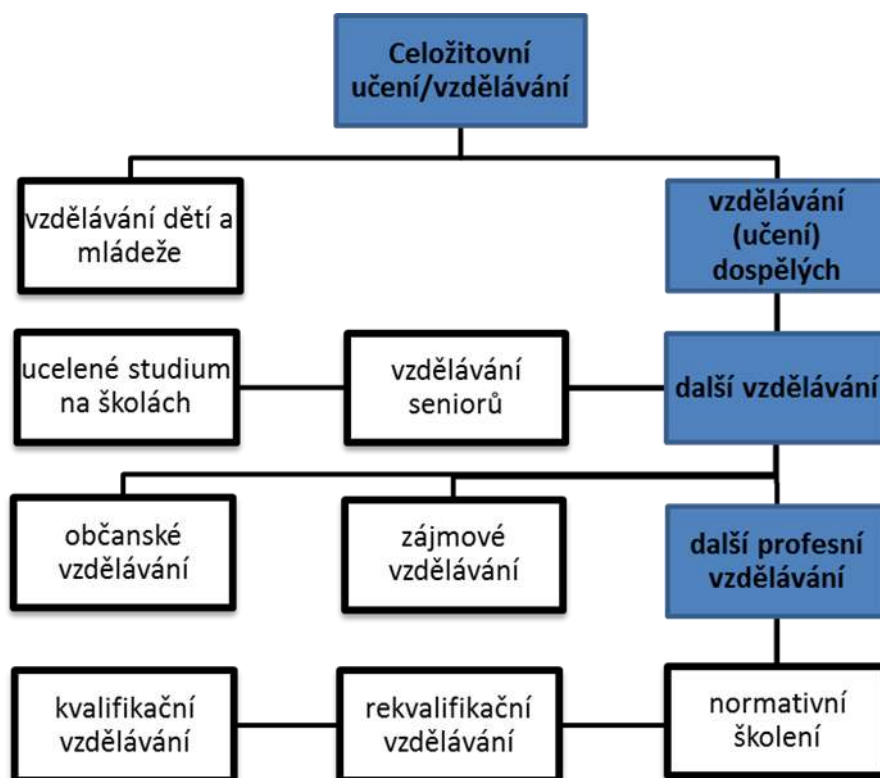 Celožitovní
učení/vzdělávání
vzdělávání dětí a
mládeže
vzdělávání
(učení)
dospělých
ucelené studium
na školách
vzdělávání
seniorů
další vzdělávání
občanské
vzdělávání
zájmové
vzdělávání
další profesní
vzdělávání
kvalifikační
vzdělávání
rekvalifikační
vzdělávání
normativní
školení